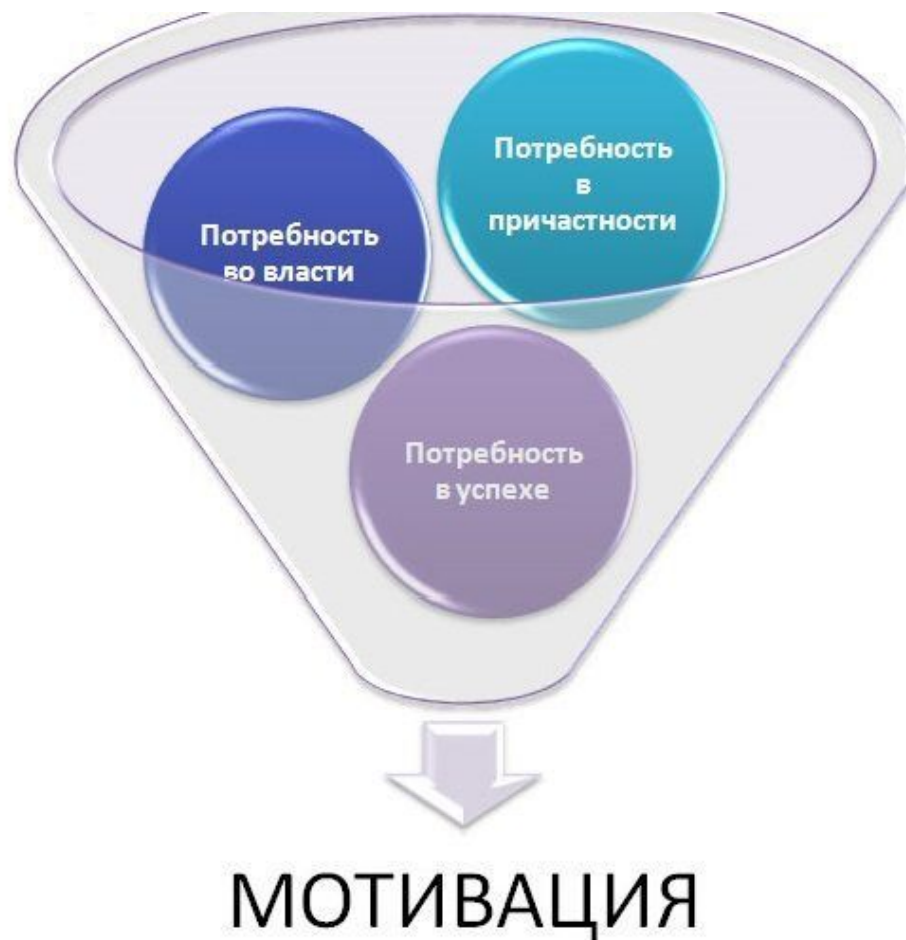 Потребность
в
причастности
Потребность
во власти
Потребность
в успехе
МОТИВАЦИЯ